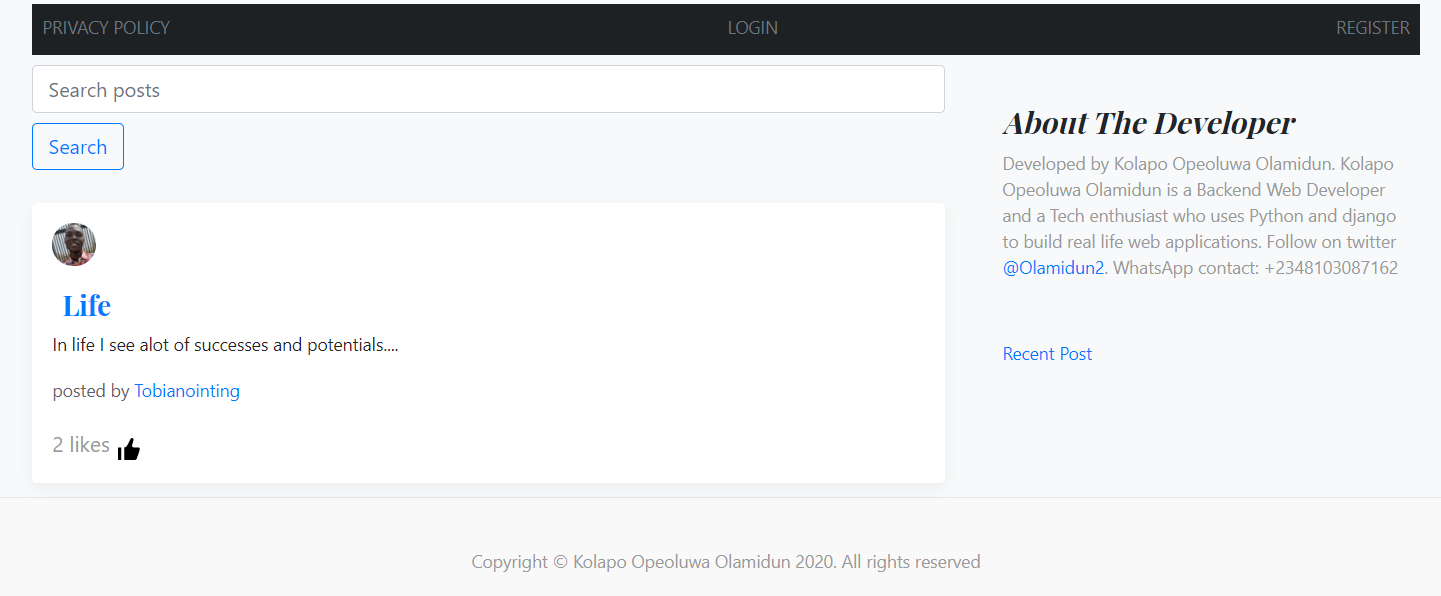 PRIVACY POLICY LOGIN REGISTER
Search posts
Search
Life
In life I see alot of successes and potentials....
posted by Tobianointing
2 likes
About The Developer
Developed by Kolapo Opeoluwa Olamidun. Kolapo
Opeoluwa Olamidun is a Backend Web Developer
and a Tech enthusiast who uses Python and django
to build real life web applications. Follow on twitter
@Olamidun2. WhatsApp contact: +2348103087162
Recent Post
Copyright © Kolapo Opeoluwa Olamidun 2020. All rights reserved